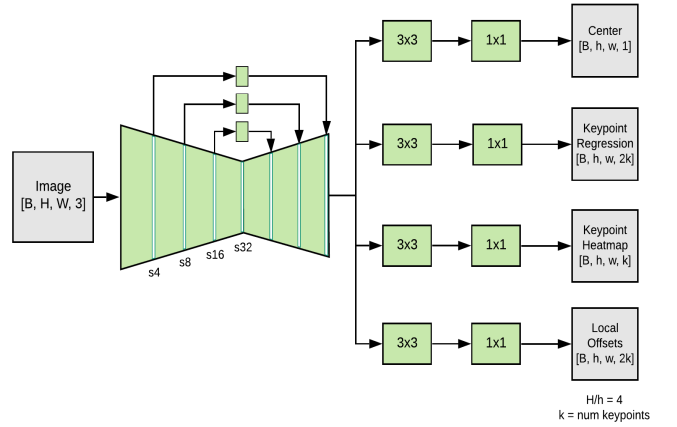 Image
[B, H, W, 3]
s4
s8
s16
s32
3x3
1x1
Center
[B, h, w, 1]
3x3
1x1
Keypoint
Regression
[B, h, w, 2k]
3x3
1x1
Keypoint
Heatmap
[B, h, w, k]
3x3
1x1
Local
Offsets
[B, h, w, 2k]
H/h = 4
k = num keypoints